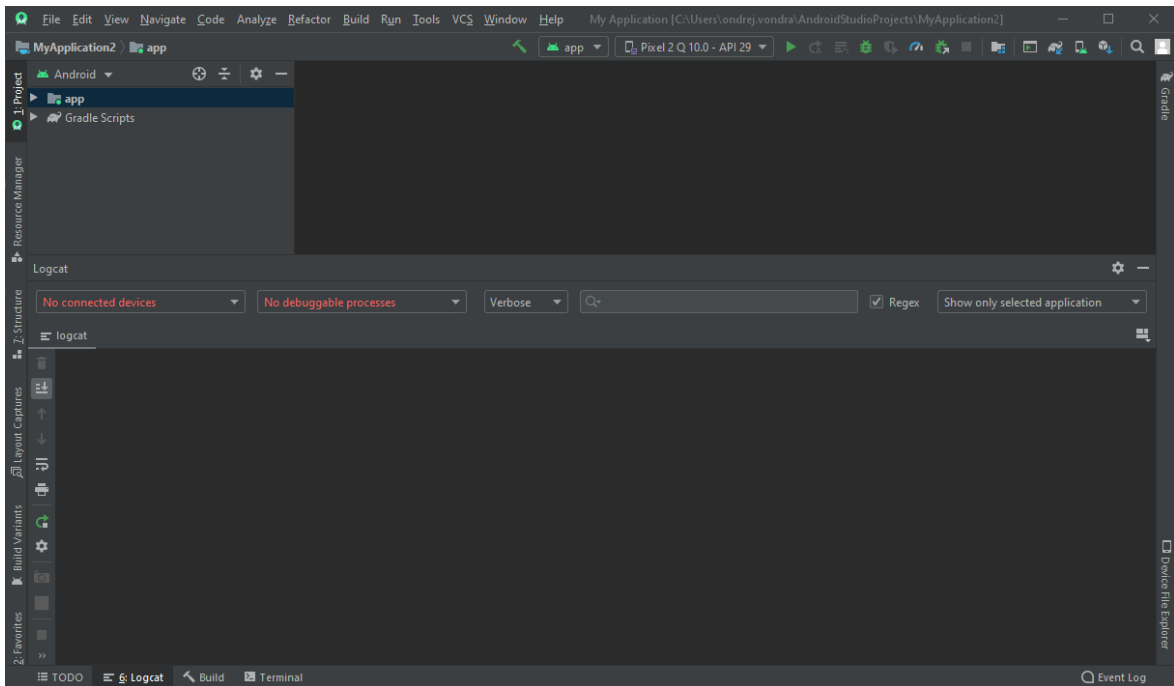 File Edit View Navigate Code Analyze Refactor Build Run Tools VCS Window Help My Application [C:\Users\ondrej.vondra\AndroidStudioProjects\MyApplication2]
MyApplication2 app app Pixel 2 Q 10.0 - API 29
1: Project
Android
app
Gradle Scripts
Gradle
Resource Manager
Logcat
No connected devices No debuggable processes Verbose Regex Show only selected application
logcat
7: Structure
Layout Captures
Build Variants
2: Favorites
Device File Explorer
TODO 6: Logcat Build Terminal Event Log